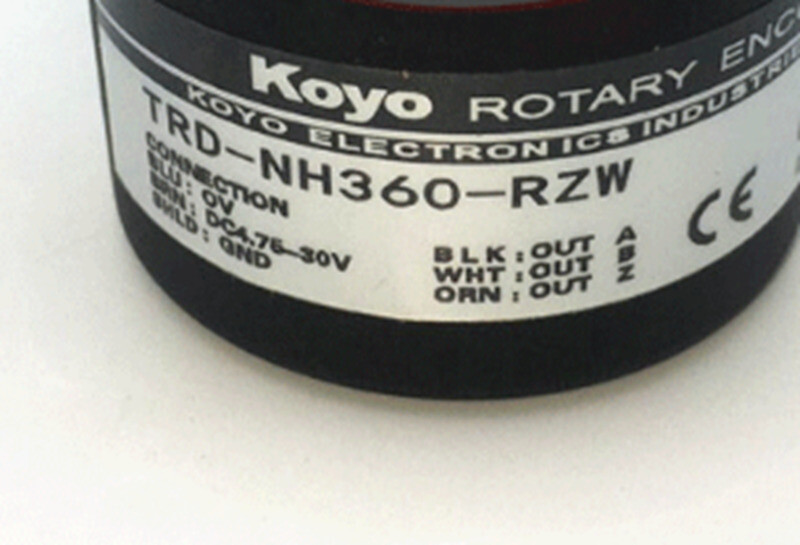 Koyo ROTARY ENC
KOYO ELECTRONICS INDUSTRIE
TRD-NH360-RZW
CONNECTION
BLU: 0V
BRN: DC4.75-30V
SHLD: GND
BLK: OUT A
WHT: OUT B
ORN: OUT Z
CE